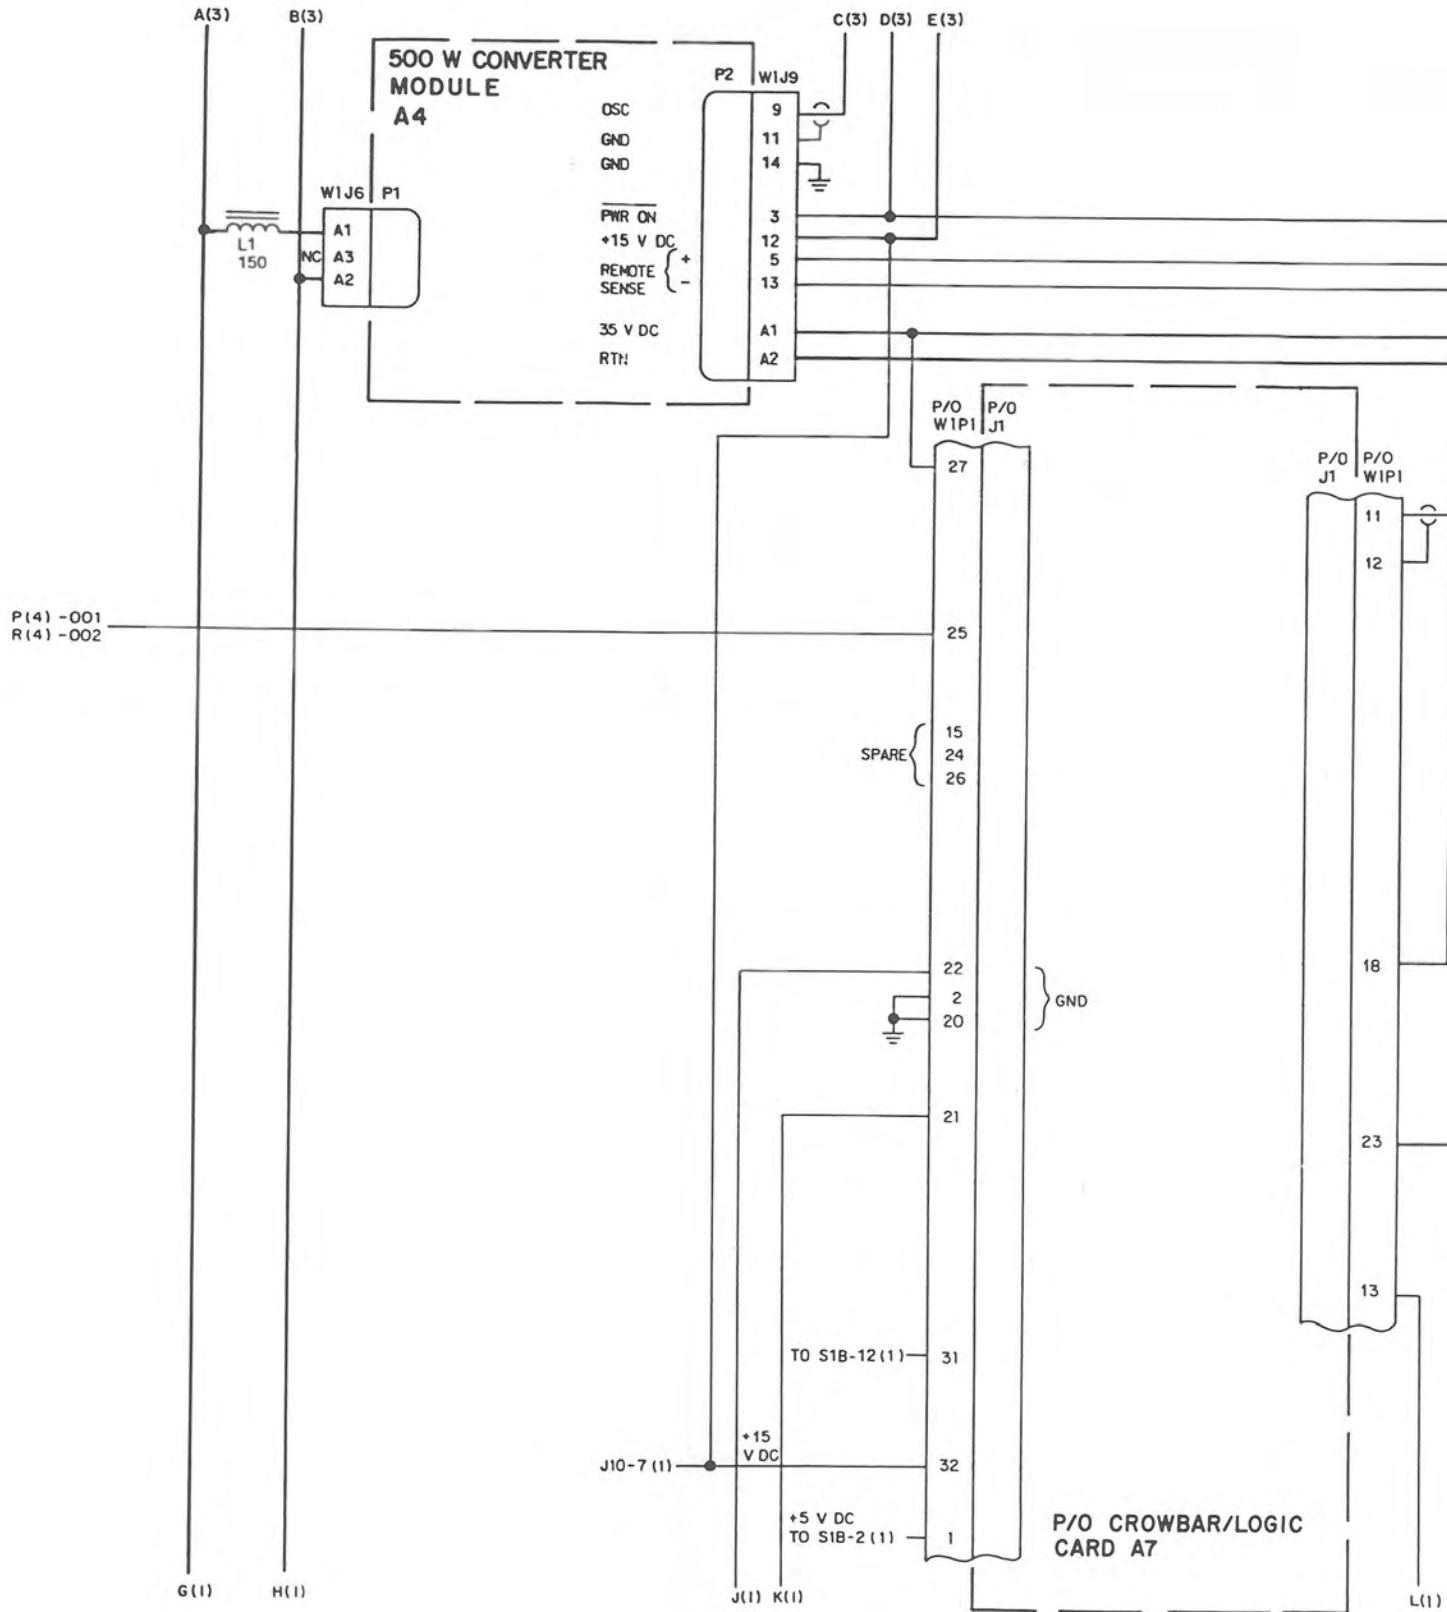 A(3) B(3) C(3) D(3) E(3)
500 W CONVERTER
MODULE
A4
P2 W1J9
OSC 9
GND 11
GND 14
W1J6 P1
PWR ON 3
A1
+15 V DC 12
L1
150
NC A3
REMOTE
SENSE
+ 5
- 13
A2
35 V DC A1
RTN A2
P/O
W1P1
P/O
J1
27
P/O
J1
P/O
W1P1
11
12
P(4) -001
R(4) -002
25
SPARE
15
24
26
22
2
20
GND
18
21
23
13
TO S1B-12(1) 31
+15
V DC
J10-7(1) 32
+5 V DC
TO S1B-2(1) 1
P/O CROWBAR/LOGIC
CARD A7
G(1) H(1) J(1) K(1) L(1)